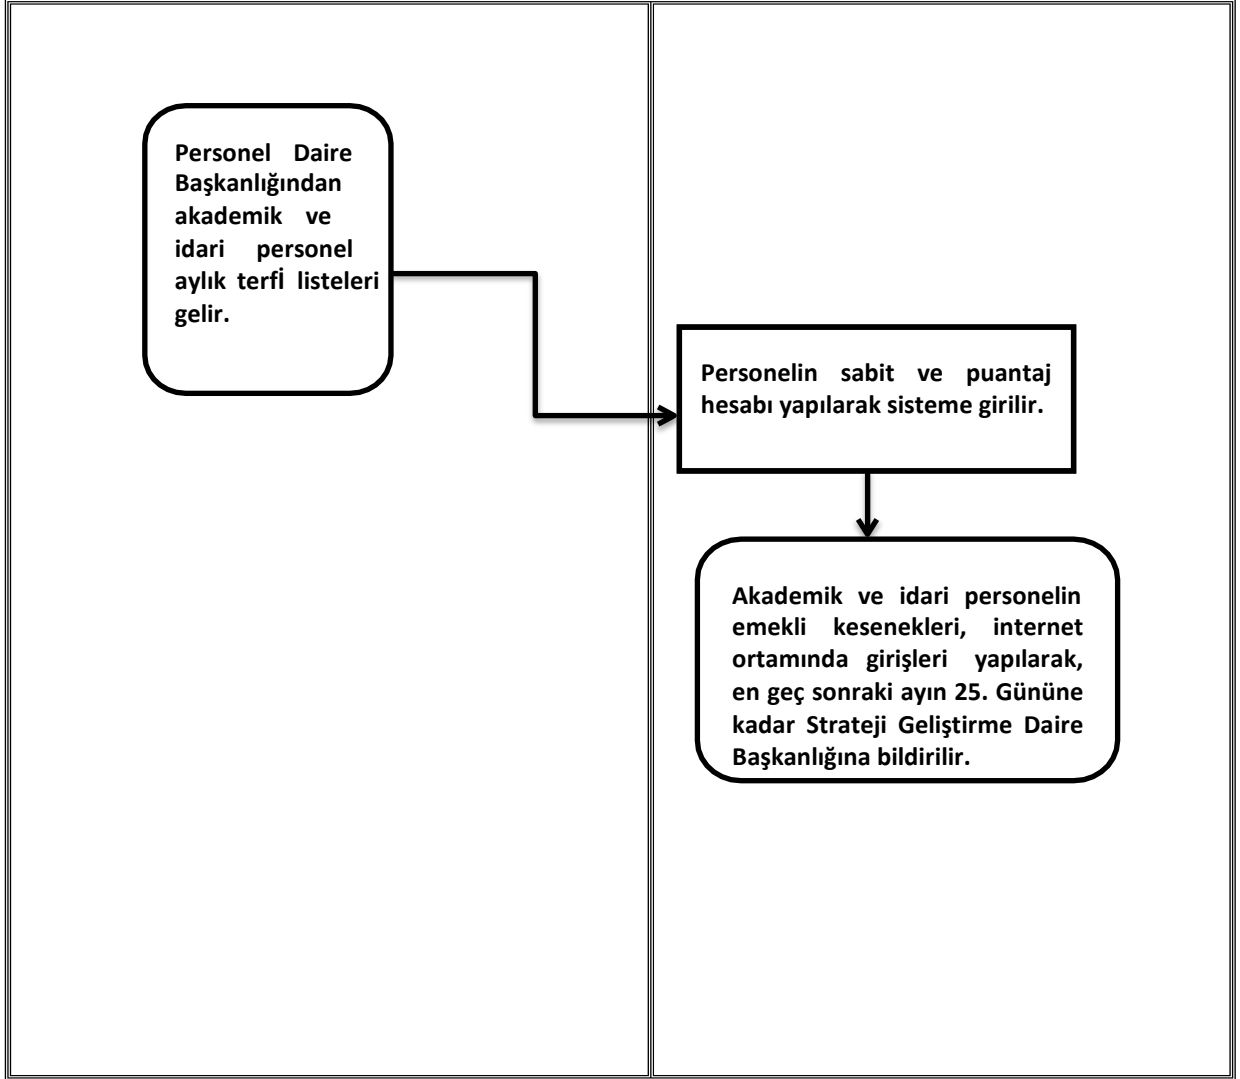 Personel Daire
Başkanlığından
akademik ve
idari personel
aylık terfİ listeleri
gelir.
Personelin sabit ve puantaj
hesabı yapılarak sisteme girilir.
Akademik ve idari personelin
emekli kesenekleri, internet
ortamında girişleri yapılarak,
en geç sonraki ayın 25. Gününe
kadar Strateji Geliştirme Daire
Başkanlığına bildirilir.